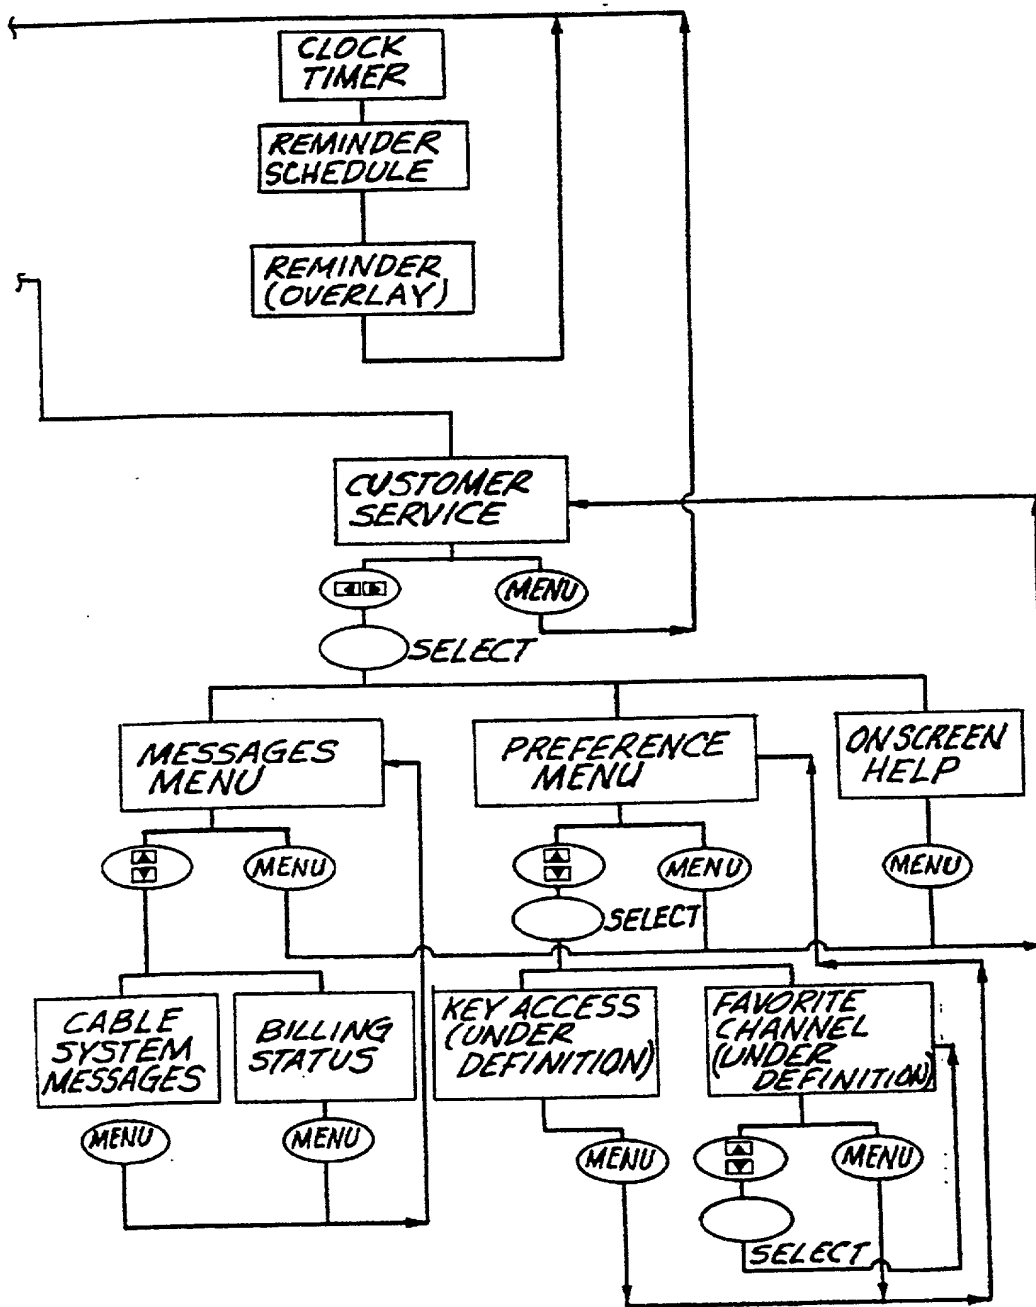 CLOCK
TIMER
REMINDER
SCHEDULE
REMINDER
(OVERLAY)
CUSTOMER
SERVICE
MENU
SELECT
MESSAGES
MENU
PREFERENCE
MENU
ON SCREEN
HELP
MENU
MENU
MENU
SELECT
CABLE
SYSTEM
MESSAGES
BILLING
STATUS
KEY ACCESS
(UNDER
DEFINITION)
FAVORITE
CHANNEL
(UNDER
DEFINITION)
MENU
MENU
MENU
MENU
SELECT